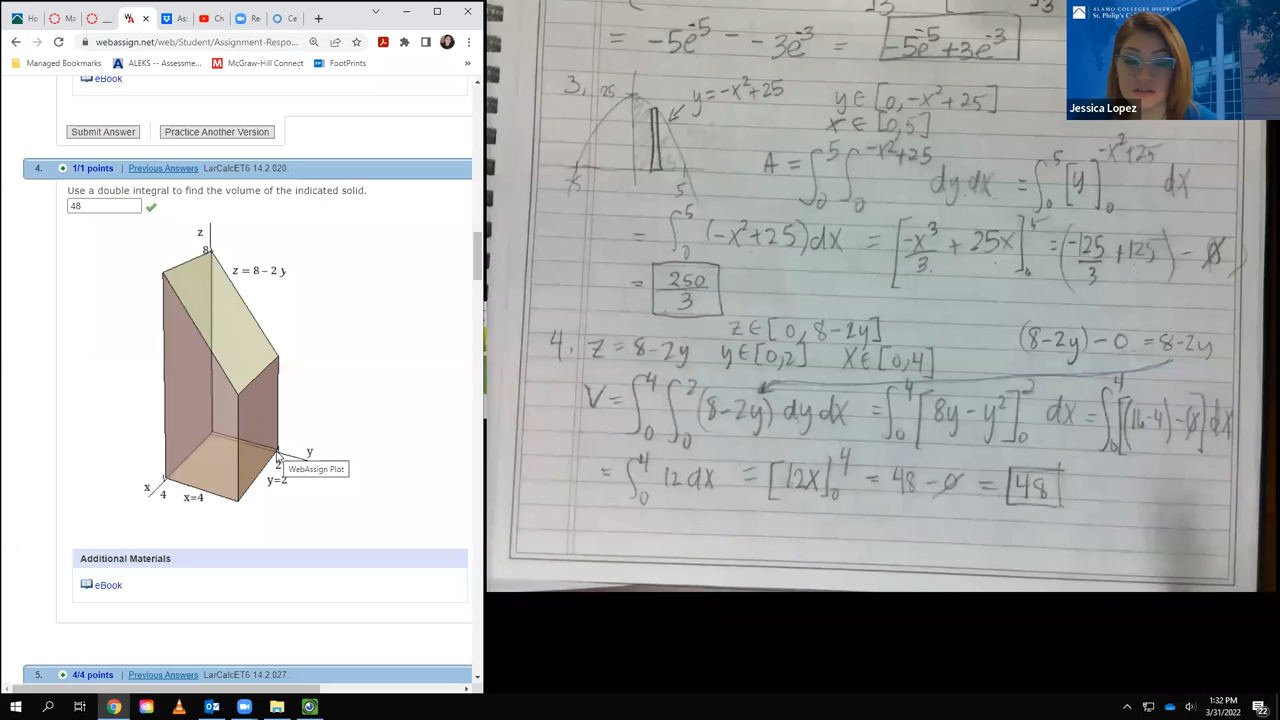 webassign.net/web/Student/Assignment-Respo...
Managed Bookmarks
ALEKS -- Assessme...
McGraw-Hill Connect
FootPrints
eBook
Submit Answer
Practice Another Version
4.
1/1 points | Previous Answers LarCalcET6 14.2.020.
Use a double integral to find the volume of the indicated solid.
48
z
8
z = 8 – 2 y
y
2
y=2
x
4
x=4
WebAssign Plot
Additional Materials
eBook
5.
4/4 points | Previous Answers LarCalcET6 14.2.027.
= -5e^-5 - -3e^-3 = -5e^-5 + 3e^-3
3. 25 y = -x²+25 y ∈ [0, -x²+25]
x ∈ [0,5]
5
A = ∫₀⁵ ∫₀^(-x²+25) dy dx = ∫₀⁵ [y]₀^(-x²+25) dx
= ∫₀⁵ (-x²+25) dx = [-x³/3 + 25x]₀⁵ = (-125/3 + 125) - 0
= 250/3
z ∈ [0, 8-2y] (8-2y) - 0 = 8-2y
4. z = 8-2y y ∈ [0,2] x ∈ [0,4]
V = ∫₀⁴ ∫₀² (8-2y) dy dx = ∫₀⁴ [8y - y²]₀² dx = ∫₀⁴ [(16-4) - 0] dx
= ∫₀⁴ 12 dx = [12x]₀⁴ = 48 - 0 = 48
ALAMO COLLEGES DISTRICT
Jessica Lopez
1:32 PM
3/31/2022
22